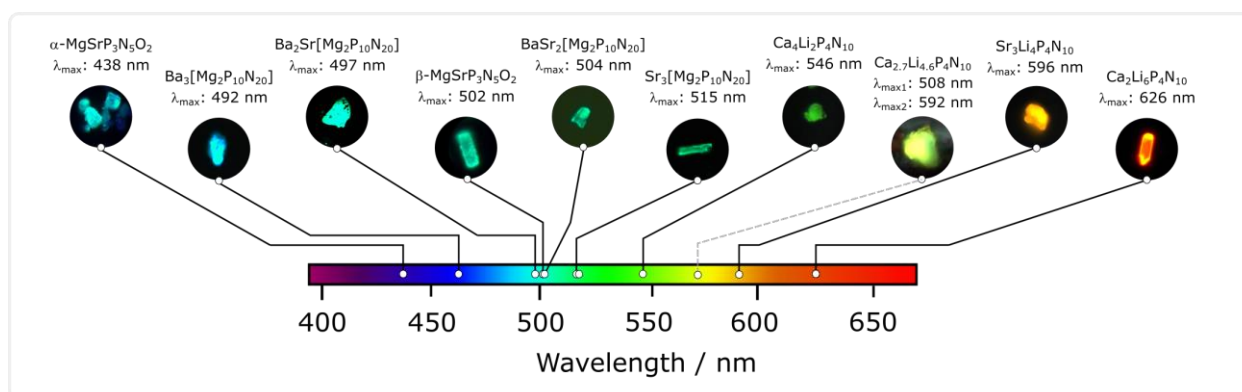 α-MgSrP₃N₅O₂
λmax: 438 nm
Ba₃[Mg₂P₁₀N₂₀]
λmax: 492 nm
Ba₂Sr[Mg₂P₁₀N₂₀]
λmax: 497 nm
β-MgSrP₃N₅O₂
λmax: 502 nm
BaSr₂[Mg₂P₁₀N₂₀]
λmax: 504 nm
Sr₃[Mg₂P₁₀N₂₀]
λmax: 515 nm
Ca₄Li₂P₄N₁₀
λmax: 546 nm
Ca₂.₇Li₄.₆P₄N₁₀
λmax1: 508 nm
λmax2: 592 nm
Sr₃Li₄P₄N₁₀
λmax: 596 nm
Ca₂Li₆P₄N₁₀
λmax: 626 nm
400 450 500 550 600 650
Wavelength / nm